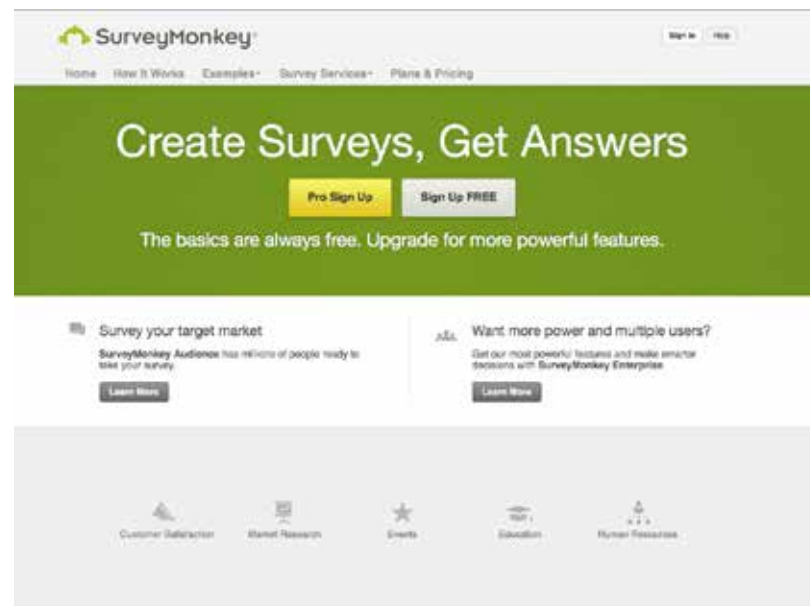 SurveyMonkey
Sign In Help
Home How It Works Examples Survey Services Plans & Pricing
Create Surveys, Get Answers
Pro Sign Up Sign Up FREE
The basics are always free. Upgrade for more powerful features.
Survey your target market
SurveyMonkey Audience has millions of people ready to
take your survey.
Learn More
Want more power and multiple users?
Get our most powerful features and make smarter
decisions with SurveyMonkey Enterprise
Learn More
Customer Satisfaction Market Research Events Education Human Resources